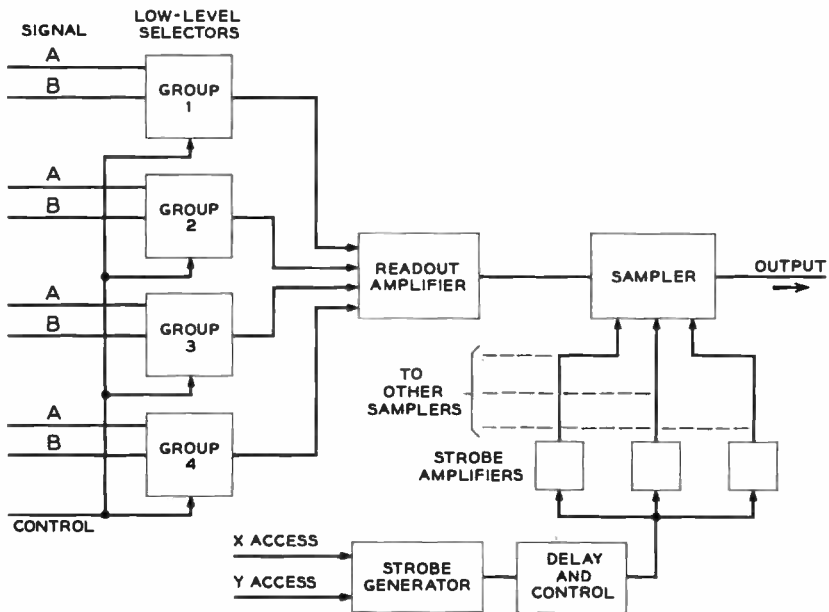 SIGNAL
LOW-LEVEL
SELECTORS
A
B
GROUP
1
A
B
GROUP
2
A
B
GROUP
3
A
B
GROUP
4
CONTROL
READOUT
AMPLIFIER
SAMPLER
OUTPUT
TO
OTHER
SAMPLERS
STROBE
AMPLIFIERS
X ACCESS
Y ACCESS
STROBE
GENERATOR
DELAY
AND
CONTROL